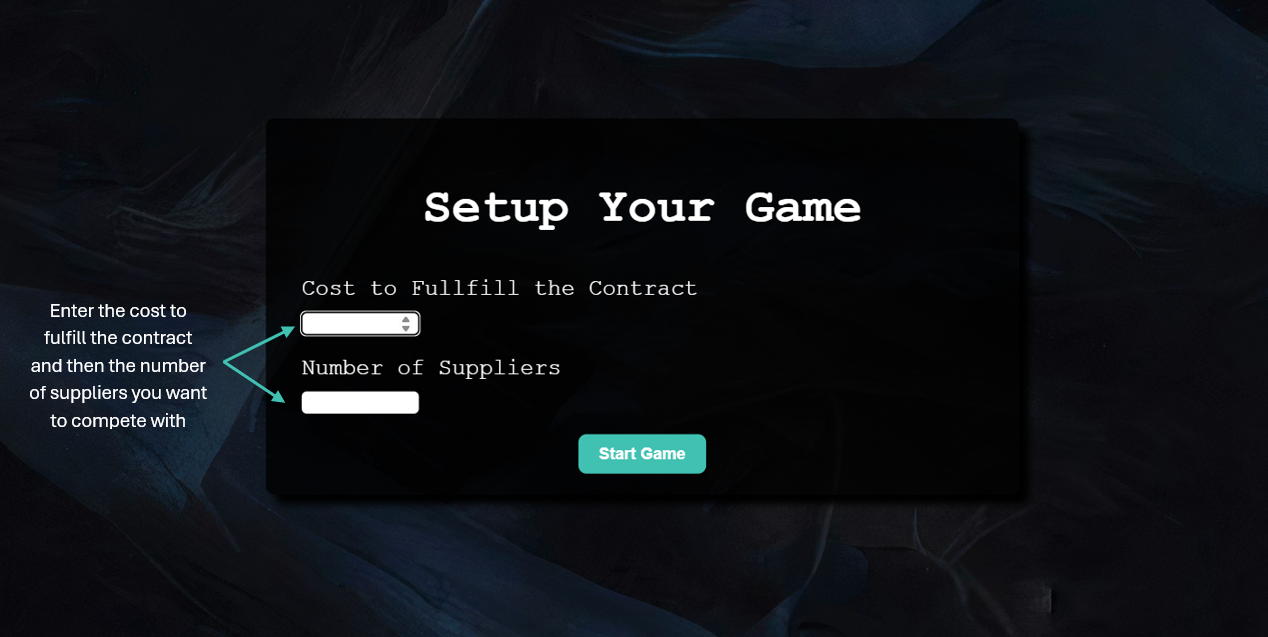 Setup Your Game
Cost to Fullfill the Contract
Number of Suppliers
Start Game
Enter the cost to
fulfill the contract
and then the number
of suppliers you want
to compete with